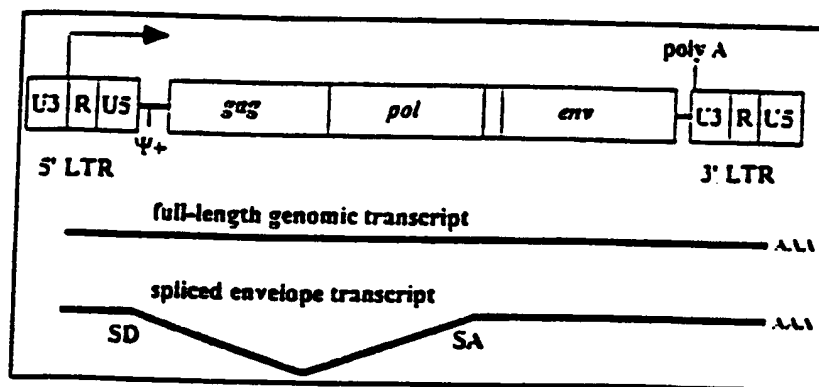 poly A
U3 R U5 gag pol env U3 R U5
Ψ+
5' LTR 3' LTR
full-length genomic transcript
spliced envelope transcript
SD SA